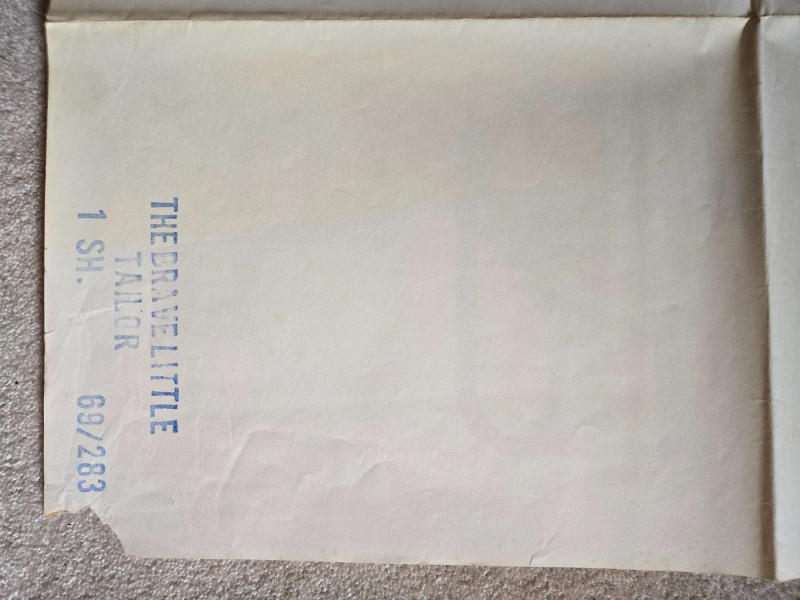 THE BRAVE LITTLE
TAILOR
1 SH. 69/283